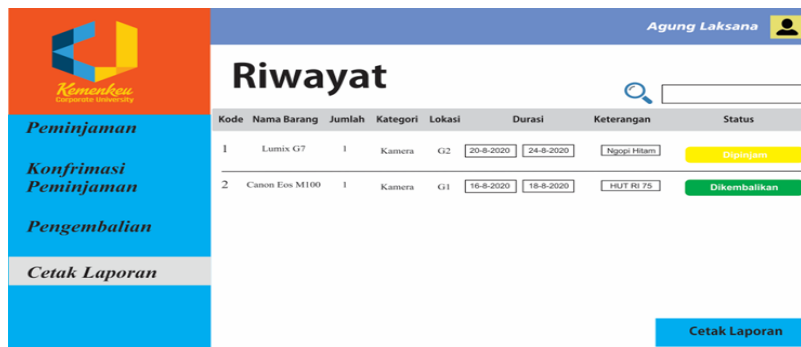 Agung Laksana
Kemenkeu
Corporate University
Riwayat
Kode Nama Barang Jumlah Kategori Lokasi Durasi Keterangan Status
1 Lumix G7 1 Kamera G2 20-8-2020 24-8-2020 Ngopi Hitam Dipinjam
2 Canon Eos M100 1 Kamera G1 16-8-2020 18-8-2020 HUT RI 75 Dikembalikan
Peminjaman
Konfrimasi
Peminjaman
Pengembalian
Cetak Laporan
Cetak Laporan